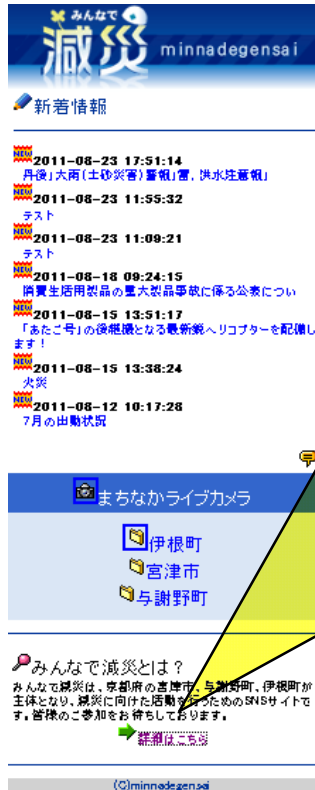 みんなで
減災 minnadegensai
新着情報
NEW 2011-08-23 17:51:14
丹後」大雨(土砂災害)警報」雷，洪水注意報」
NEW 2011-08-23 11:55:32
テスト
NEW 2011-08-23 11:09:21
テスト
NEW 2011-08-18 09:24:15
消費生活用製品の重大製品事故に係る公表につい
NEW 2011-08-15 13:51:17
「あたご号」の後継機となる最新鋭ヘリコプターを配備し
ます！
NEW 2011-08-15 13:38:24
火災
NEW 2011-08-12 10:17:28
7月の出動状況
まちなかライブカメラ
伊根町
宮津市
与謝野町
みんなで減災とは？
みんなで減災は、京都府の宮津市、与謝野町、伊根町が
主体となり、減災に向けた活動を行うためのSNSサイトで
す。皆様のご参加をお待ちしております。
詳細はこちら
(C)minnadegensai